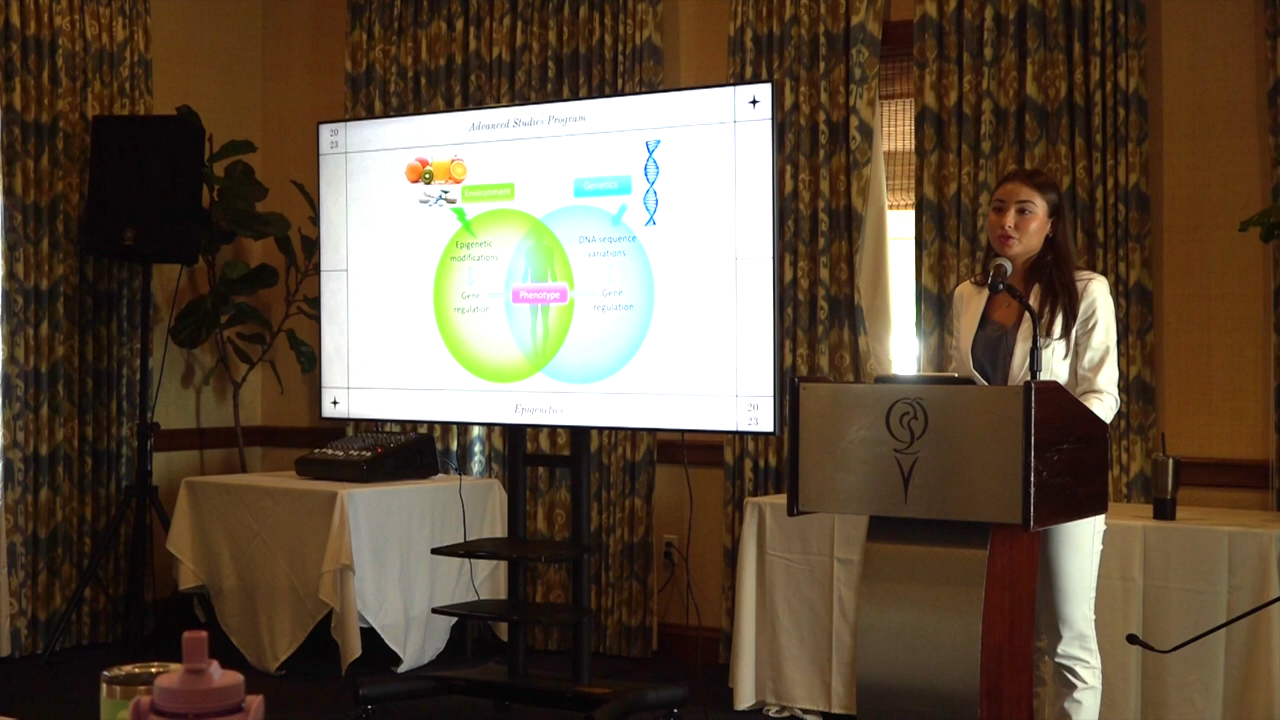 20
23
Advanced Studies Program
Environment
Genetics
Epigenetic
modifications
DNA sequence
variations
Phenotype
Gene
regulation
Gene
regulation
Epigenetics
20
23